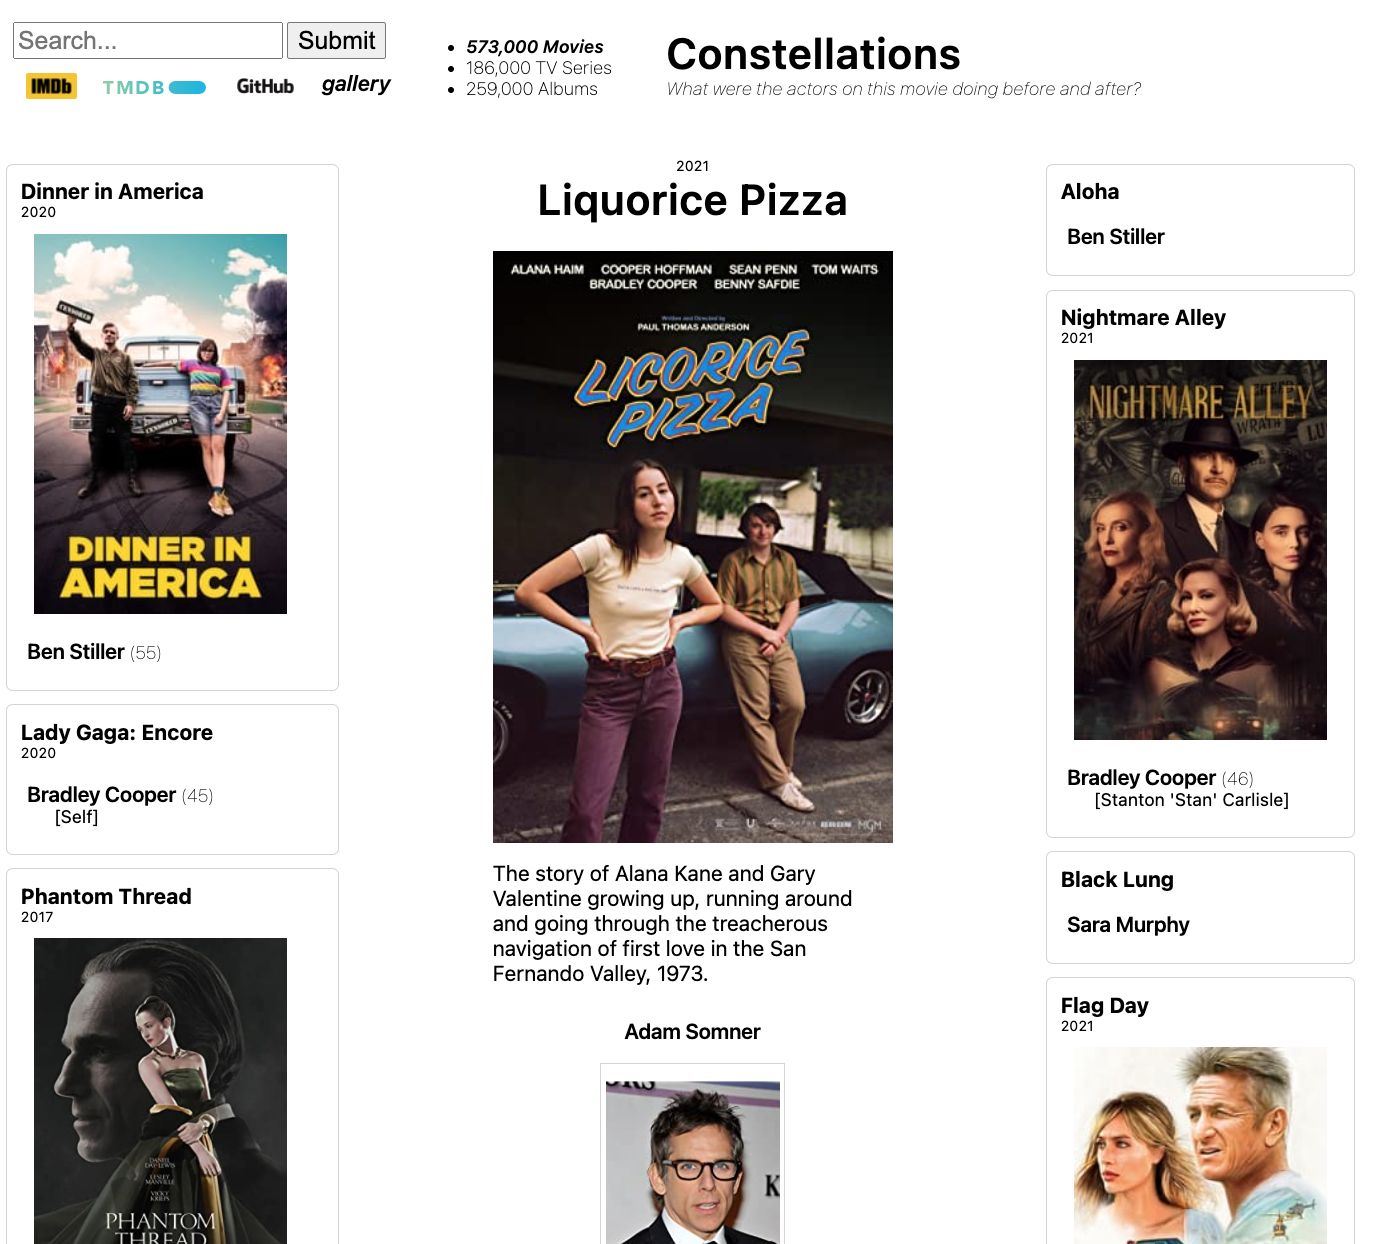 Search...
Submit
IMDb
TMDB
GitHub
gallery
573,000 Movies
186,000 TV Series
259,000 Albums
Constellations
What were the actors on this movie doing before and after?
Dinner in America
2020
CENSORED
CENSORED
DINNER IN
AMERICA
Ben Stiller (55)
Lady Gaga: Encore
2020
Bradley Cooper (45)
[Self]
Phantom Thread
2017
DANIEL
DAY-LEWIS
LESLEY
MANVILLE
VICKY
KRIEPS
PHANTOM
THREAD
2021
Liquorice Pizza
ALANA HAIM COOPER HOFFMAN SEAN PENN TOM WAITS
BRADLEY COOPER BENNY SAFDIE
Written and Directed by
PAUL THOMAS ANDERSON
LICORICE
PIZZA
MGM
The story of Alana Kane and Gary
Valentine growing up, running around
and going through the treacherous
navigation of first love in the San
Fernando Valley, 1973.
Adam Somner
K
Aloha
Ben Stiller
Nightmare Alley
2021
NIGHTMARE ALLEY
WRATH
LU
Bradley Cooper (46)
[Stanton 'Stan' Carlisle]
Black Lung
Sara Murphy
Flag Day
2021